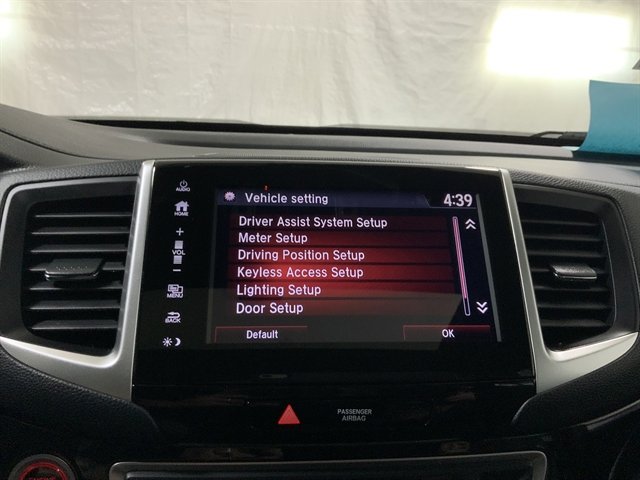 AUDIO
HOME
+
VOL
−
MENU
BACK
Vehicle setting
4:39
Driver Assist System Setup
Meter Setup
Driving Position Setup
Keyless Access Setup
Lighting Setup
Door Setup
Default
OK
PASSENGER
AIRBAG